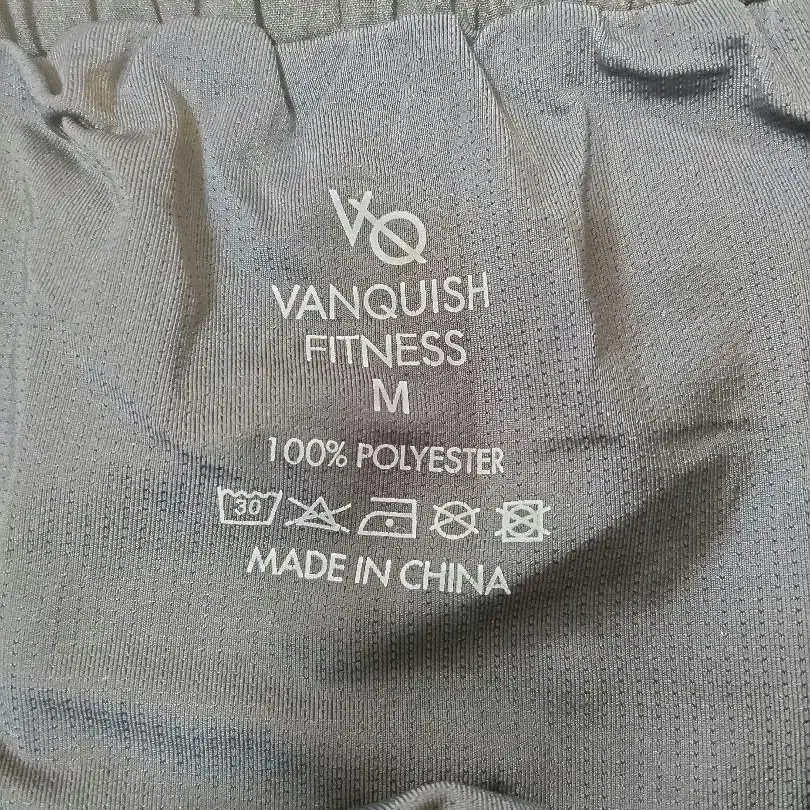 VQ
VANQUISH
FITNESS
M
100% POLYESTER
30
MADE IN CHINA